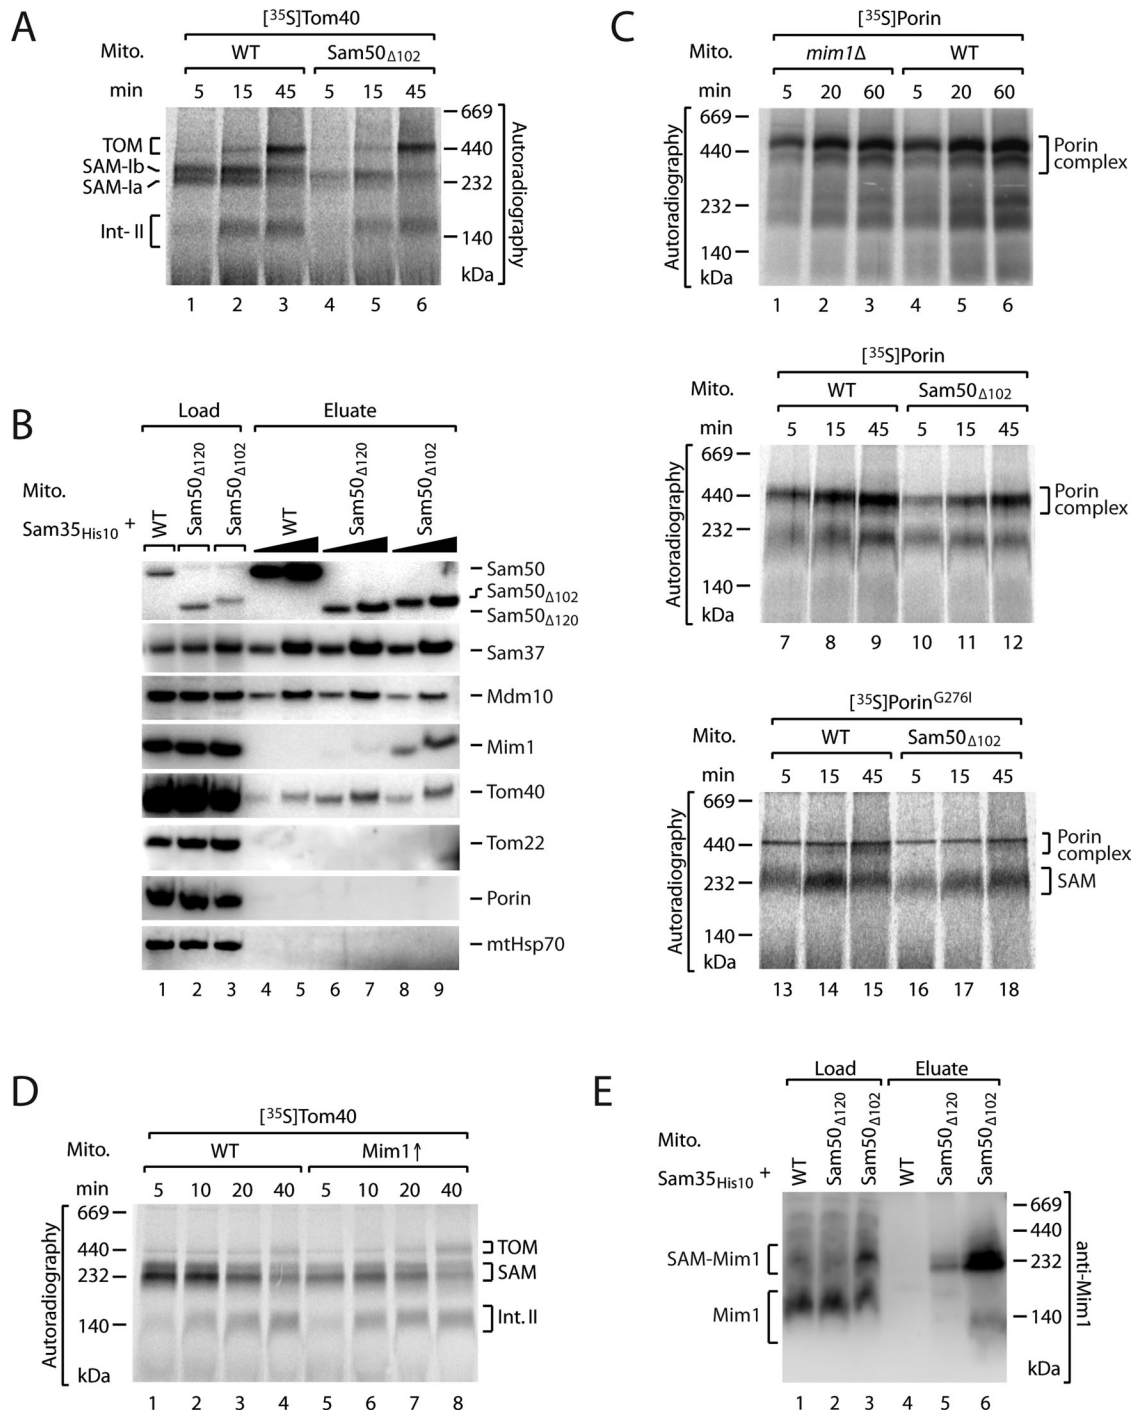 A
[³⁵S]Tom40
Mito. WT Sam50Δ102
min 5 15 45 5 15 45
TOM
SAM-Ib
SAM-Ia
Int- II
669
440
232
140
kDa
Autoradiography
1 2 3 4 5 6
B
Load Eluate
Mito.
Sam35His10 + WT Sam50Δ120 Sam50Δ102 WT Sam50Δ120 Sam50Δ102
Sam50
Sam50Δ102
Sam50Δ120
Sam37
Mdm10
Mim1
Tom40
Tom22
Porin
mtHsp70
1 2 3 4 5 6 7 8 9
C
[³⁵S]Porin
Mito. mim1Δ WT
min 5 20 60 5 20 60
Autoradiography
669
440
232
140
kDa
Porin
complex
1 2 3 4 5 6
[³⁵S]Porin
Mito. WT Sam50Δ102
min 5 15 45 5 15 45
Autoradiography
669
440
232
140
kDa
Porin
complex
7 8 9 10 11 12
[³⁵S]Porinᴳ²⁷⁶ᴵ
Mito. WT Sam50Δ102
min 5 15 45 5 15 45
Autoradiography
669
440
232
140
kDa
Porin
complex
SAM
13 14 15 16 17 18
D
[³⁵S]Tom40
Mito. WT Mim1↑
min 5 10 20 40 5 10 20 40
Autoradiography
669
440
232
140
kDa
TOM
SAM
Int. II
1 2 3 4 5 6 7 8
E
Load Eluate
Mito.
Sam35His10 + WT Sam50Δ120 Sam50Δ102 WT Sam50Δ120 Sam50Δ102
SAM-Mim1
Mim1
669
440
232
140
kDa
anti-Mim1
1 2 3 4 5 6